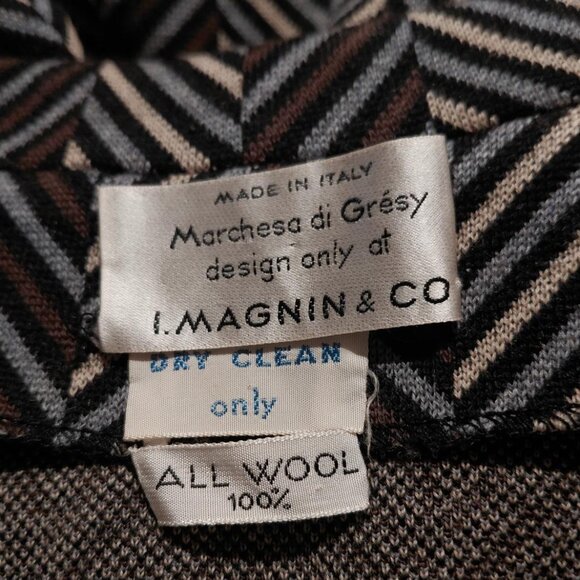 MADE IN ITALY
Marchesa di Grésy
design only at
I. MAGNIN & CO
DRY CLEAN
only
ALL WOOL
100%